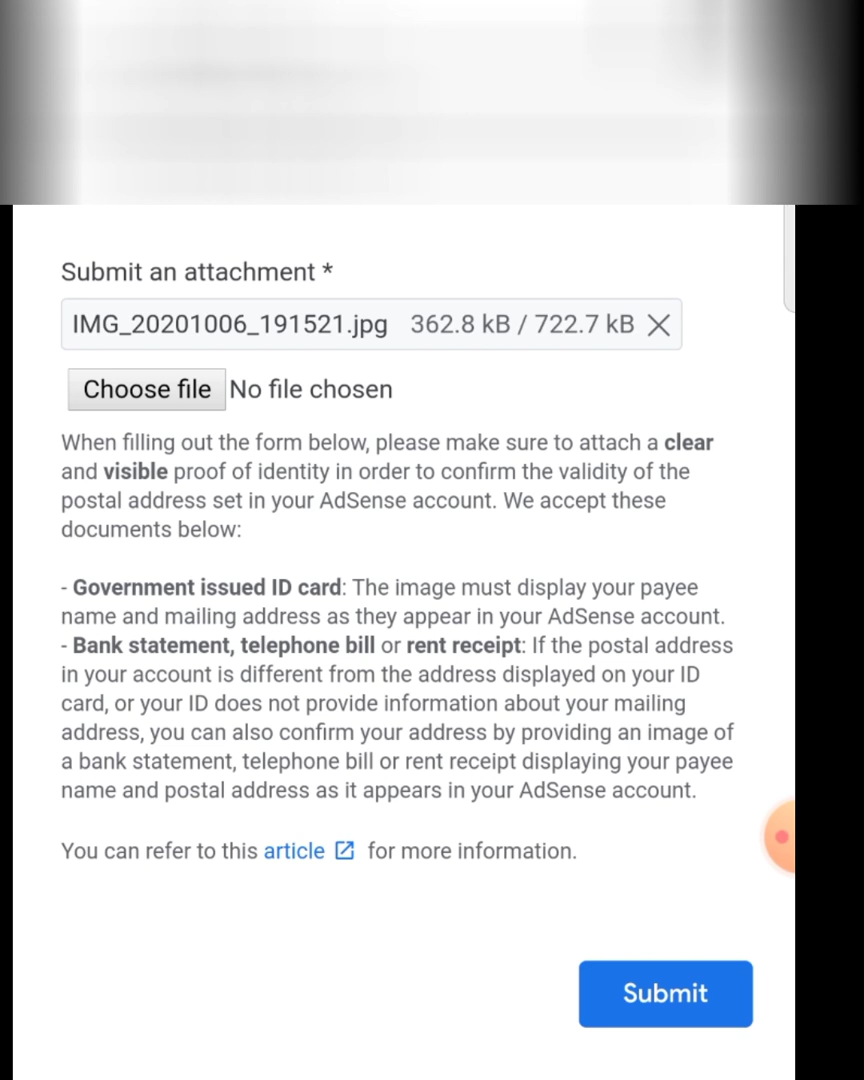 Submit an attachment *
IMG_20201006_191521.jpg 362.8 kB / 722.7 kB
Choose file No file chosen
When filling out the form below, please make sure to attach a clear
and visible proof of identity in order to confirm the validity of the
postal address set in your AdSense account. We accept these
documents below:
- Government issued ID card: The image must display your payee
name and mailing address as they appear in your AdSense account.
- Bank statement, telephone bill or rent receipt: If the postal address
in your account is different from the address displayed on your ID
card, or your ID does not provide information about your mailing
address, you can also confirm your address by providing an image of
a bank statement, telephone bill or rent receipt displaying your payee
name and postal address as it appears in your AdSense account.
You can refer to this article for more information.
Submit